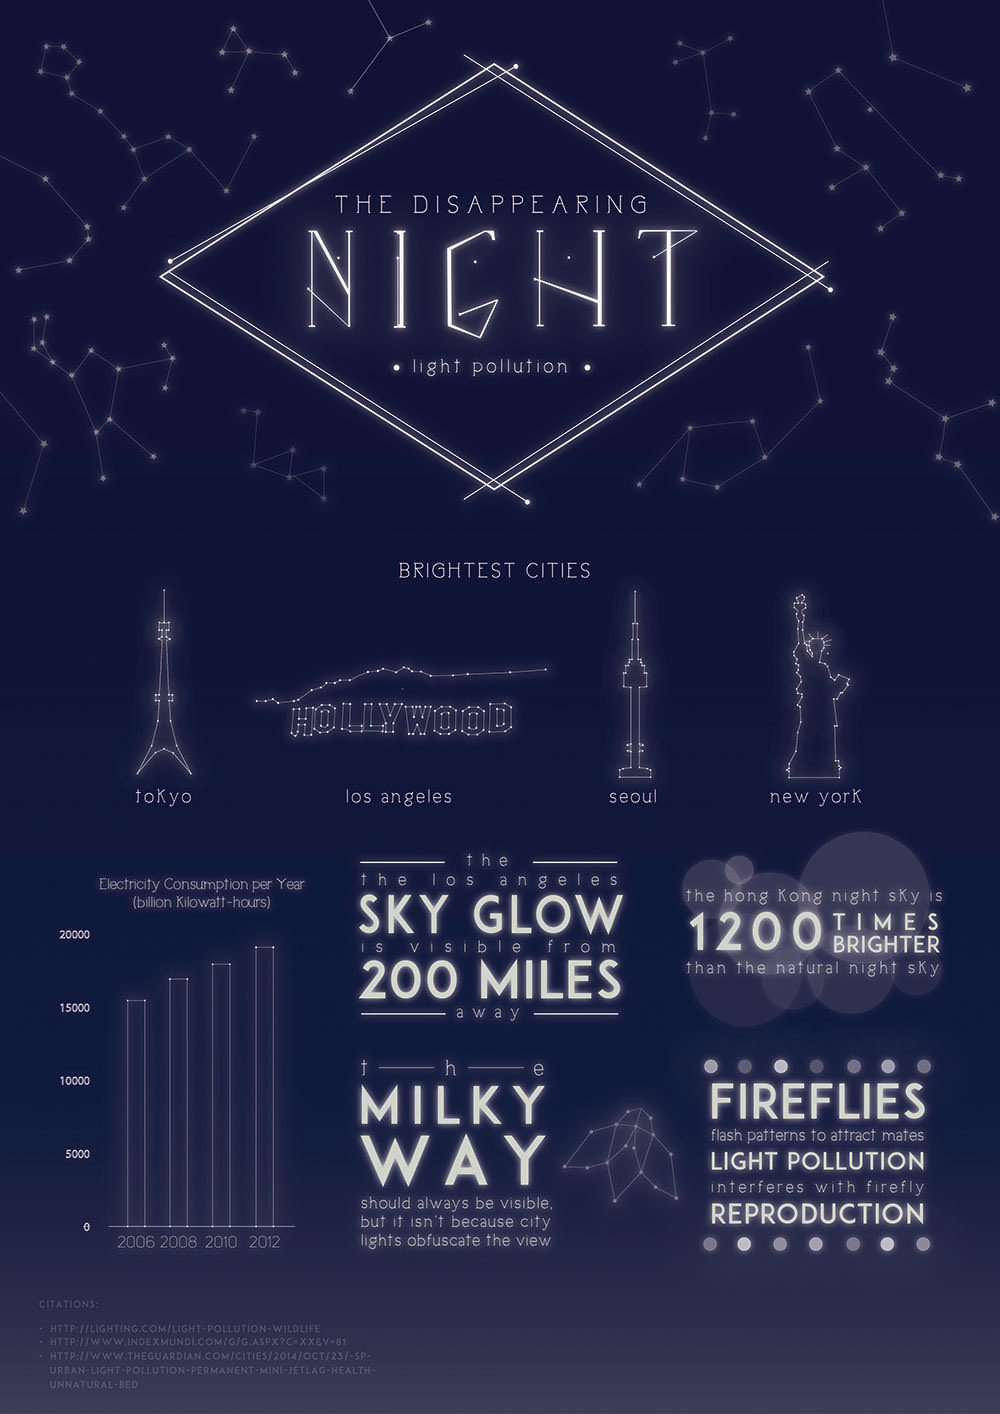 THE DISAPPEARING
NIGHT
• light pollution •
BRIGHTEST CITIES
HOLLYWOOD
toKyo
los angeles
seoul
new yorK
Electricity Consumption per Year
(billion Kilowatt-hours)
20000
15000
10000
5000
0
2006 2008 2010 2012
the
the los angeles
SKY GLOW
is visible from
200 MILES
away
the hong Kong night sKy is
1200 TIMES
BRIGHTER
than the natural night sKy
the
MILKY
WAY
should always be visible,
but it isn't because city
lights obfuscate the view
FIREFLIES
flash patterns to attract mates
LIGHT POLLUTION
interferes with firefly
REPRODUCTION
CITATIONS:
• HTTP://LIGHTING.COM/LIGHT-POLLUTION-WILDLIFE
• HTTP://WWW.INDEXMUNDI.COM/G/G.ASPX?C=XX&V=81
• HTTP://WWW.THEGUARDIAN.COM/CITIES/2014/OCT/23/-SP-
URBAN-LIGHT-POLLUTION-PERMANENT-MINI-JETLAG-HEALTH-
UNNATURAL-BED